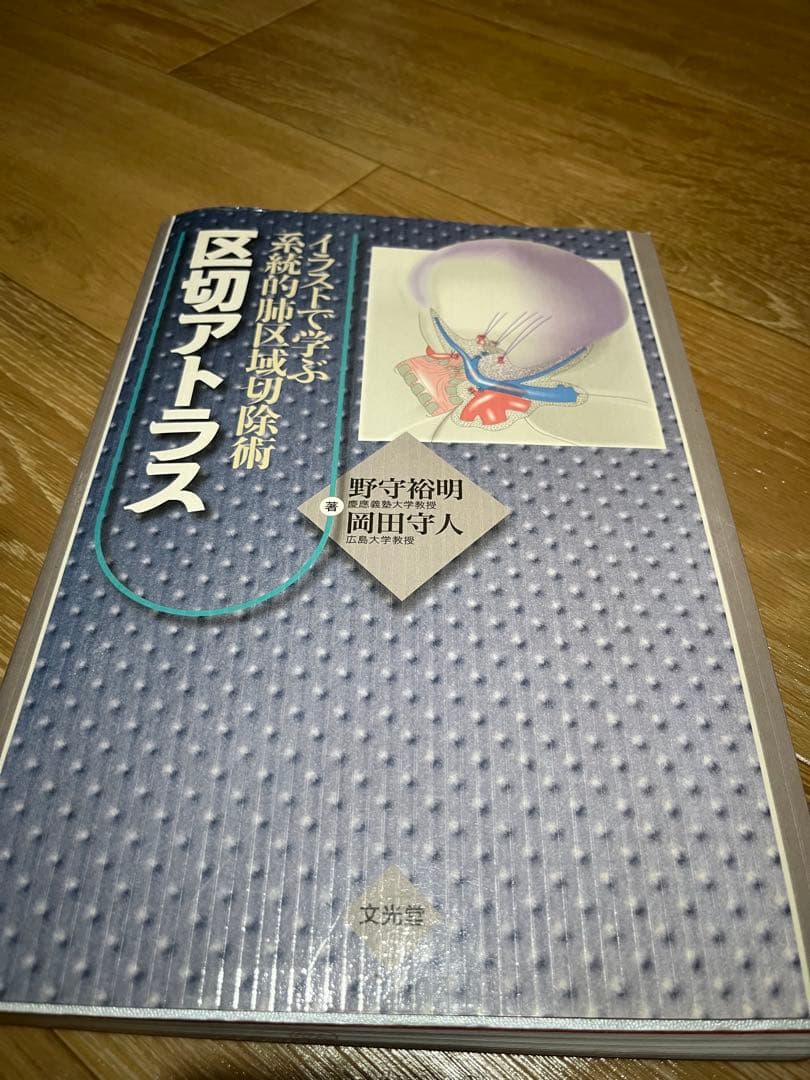 イラストで学ぶ
系統的肺区域切除術
区切アトラス
著
野守裕明
慶應義塾大学教授
岡田守人
広島大学教授
文光堂